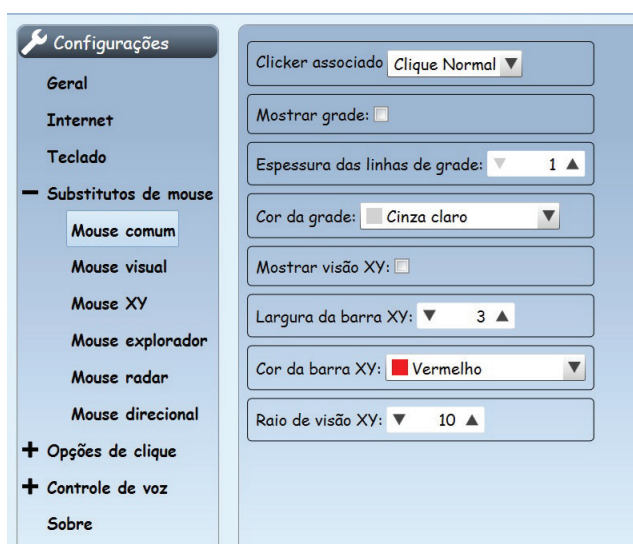 Configurações
Geral
Internet
Teclado
Substitutos de mouse
Mouse comum
Mouse visual
Mouse XY
Mouse explorador
Mouse radar
Mouse direcional
Opções de clique
Controle de voz
Sobre
Clicker associado Clique Normal
Mostrar grade:
Espessura das linhas de grade: 1
Cor da grade: Cinza claro
Mostrar visão XY:
Largura da barra XY: 3
Cor da barra XY: Vermelho
Raio de visão XY: 10